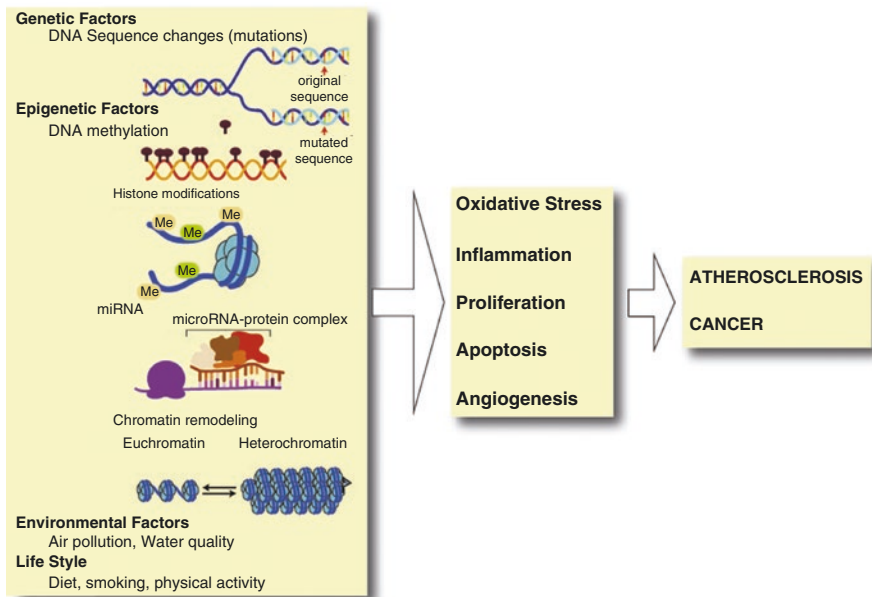 Genetic Factors
DNA Sequence changes (mutations)
original
sequence
Epigenetic Factors
DNA methylation
mutated
sequence
Histone modifications
Me
Me
Me
Me
Me
miRNA
microRNA-protein complex
Chromatin remodeling
Euchromatin
Heterochromatin
Environmental Factors
Air pollution, Water quality
Life Style
Diet, smoking, physical activity
Oxidative Stress
Inflammation
Proliferation
Apoptosis
Angiogenesis
ATHEROSCLEROSIS
CANCER